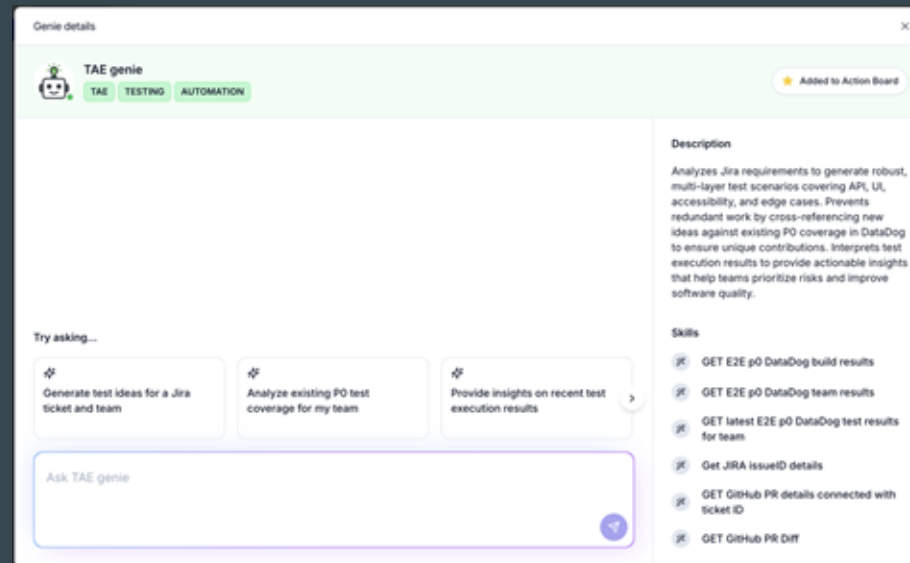 Genie details
TAE genie
TAE
TESTING
AUTOMATION
Added to Action Board
Try asking...
Generate test ideas for a Jira
ticket and team
Analyze existing P0 test
coverage for my team
Provide insights on recent test
execution results
Ask TAE genie
Description
Analyzes Jira requirements to generate robust,
multi-layer test scenarios covering API, UI,
accessibility, and edge cases. Prevents
redundant work by cross-referencing new
ideas against existing P0 coverage in DataDog
to ensure unique contributions. Interprets test
execution results to provide actionable insights
that help teams prioritize risks and improve
software quality.
Skills
GET E2E p0 DataDog build results
GET E2E p0 DataDog team results
GET latest E2E p0 DataDog test results
for team
Get JIRA issueID details
GET GitHub PR details connected with
ticket ID
GET GitHub PR Diff